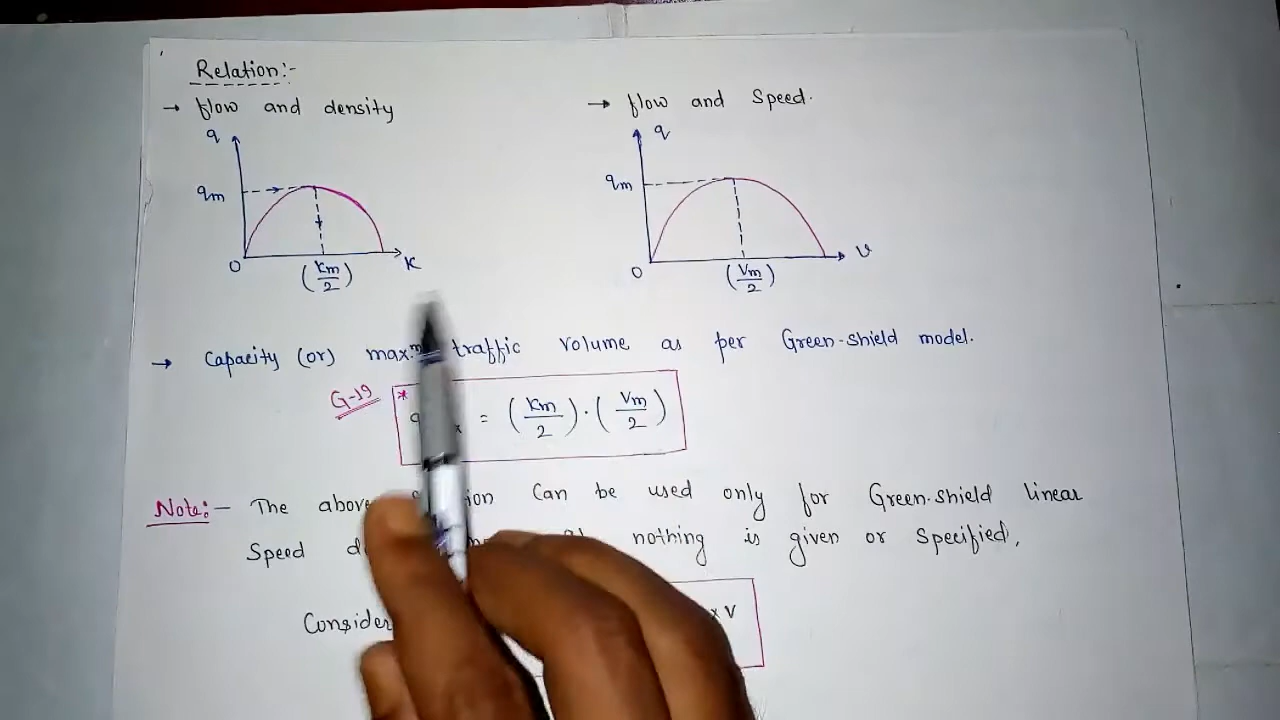 Relation:-
→ flow and density
q
qm
O
(Km/2)
K
→ flow and Speed.
q
qm
O
(Vm/2)
v
→ Capacity (or) max.m traffic volume as per Green-shield model.
G-19
* = (Km/2) . (Vm/2)
Note:- The above can be used only for Green-shield linear
Speed nothing is given or specified,
Consider x V